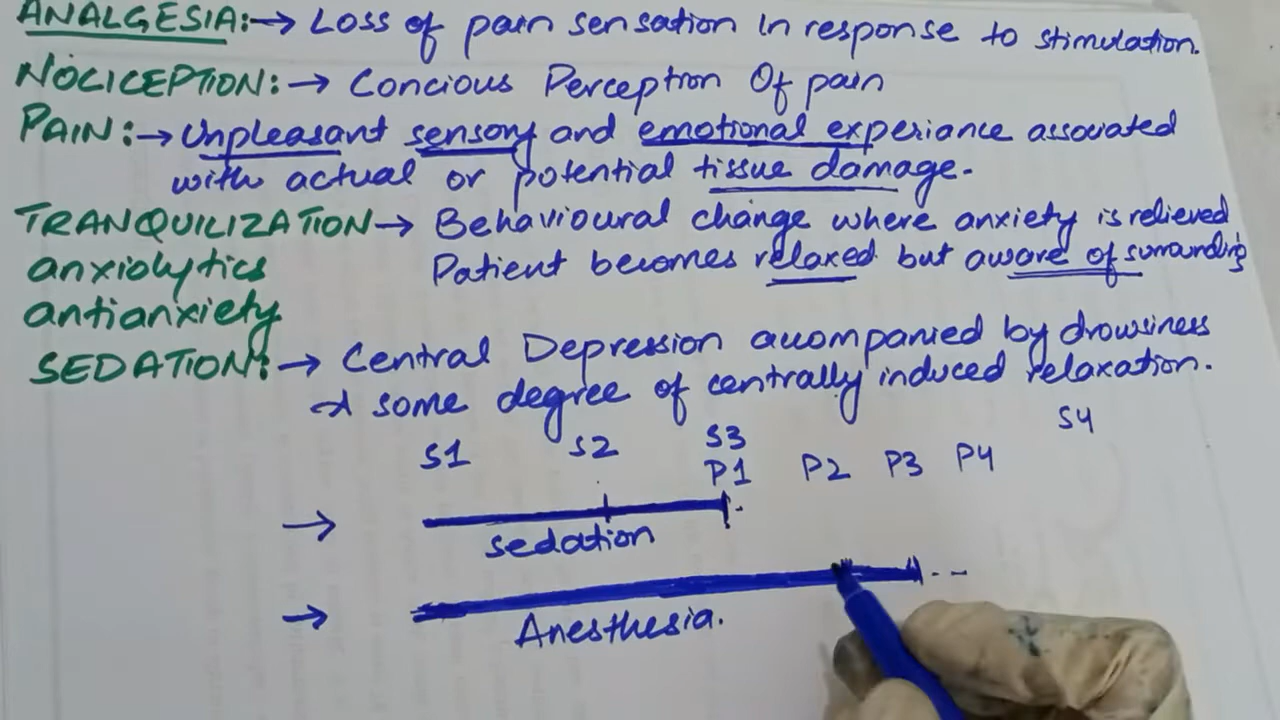 ANALGESIA:→ Loss of pain sensation in response to stimulation.
NOLICEPTION:→ Concious Perception Of pain
PAIN:→ Unpleasant sensory and emotional experiance associated
with actual or potential tissue damage.
TRANQUILIZATION→ Behavioural change where anxiety is relieved
anxiolytics Patient becomes relaxed but aware of surrounding
antianxiety
SEDATION:→ Central Depression accompanied by drowsiness
& some degree of centrally induced relaxation.
S1 S2 S3 S4
P1 P2 P3 P4
→
sedation
→
Anesthesia.